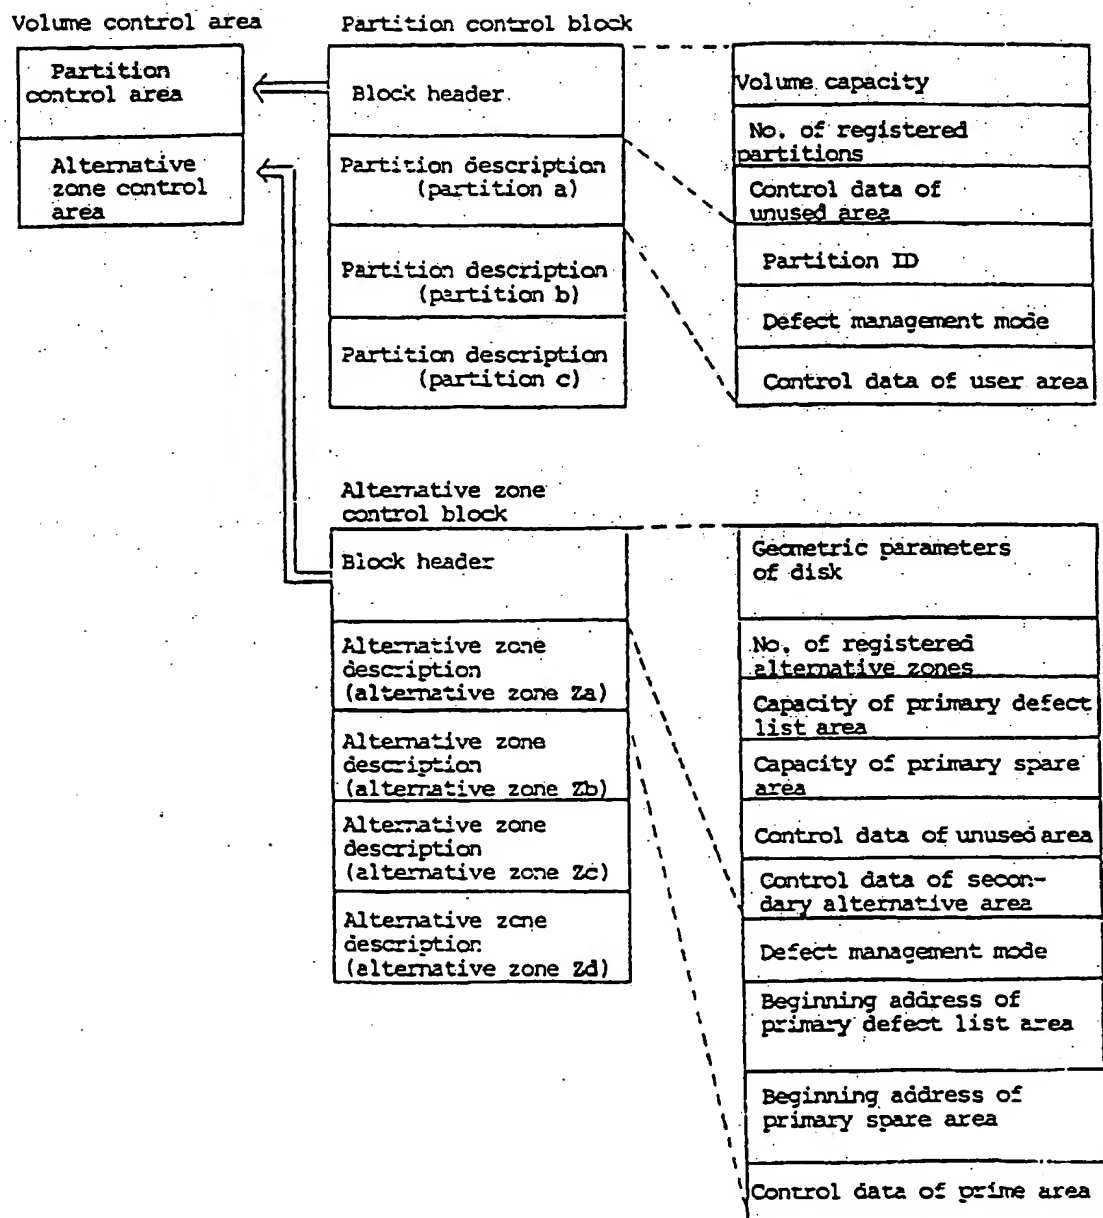 Volume control area
Partition
control area
Alternative
zone control
area
Partition control block
Block header.
Partition description
(partition a)
Partition description
(partition b)
Partition description
(partition c)
Volume capacity
No. of registered
partitions
Control data of
unused area
Partition ID
Defect management mode
Control data of user area
Alternative zone
control block
Block header
Alternative zone
description
(alternative zone Za)
Alternative zone
description
(alternative zone Zb)
Alternative zone
description
(alternative zone Zc)
Alternative zone
description
(alternative zone Zd)
Geometric parameters
of disk
No. of registered
alternative zones
Capacity of primary defect
list area
Capacity of primary spare
area
Control data of unused area
Control data of secon-
dary alternative area
Defect management mode
Beginning address of
primary defect list area
Beginning address of
primary spare area
Control data of prime area